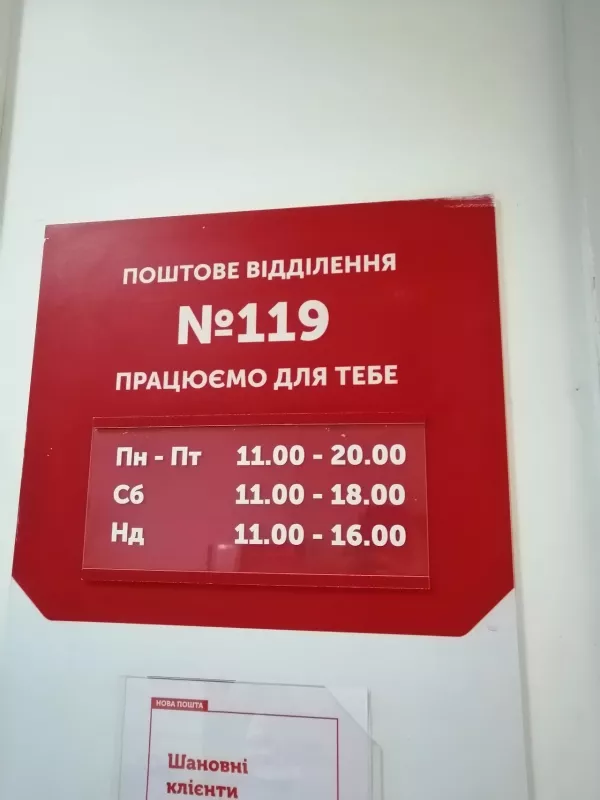 ПОШТОВЕ ВІДДІЛЕННЯ
№119
ПРАЦЮЄМО ДЛЯ ТЕБЕ
Пн - Пт 11.00 - 20.00
Сб 11.00 - 18.00
Нд 11.00 - 16.00
НОВА ПОШТА
Шановні
клієнти